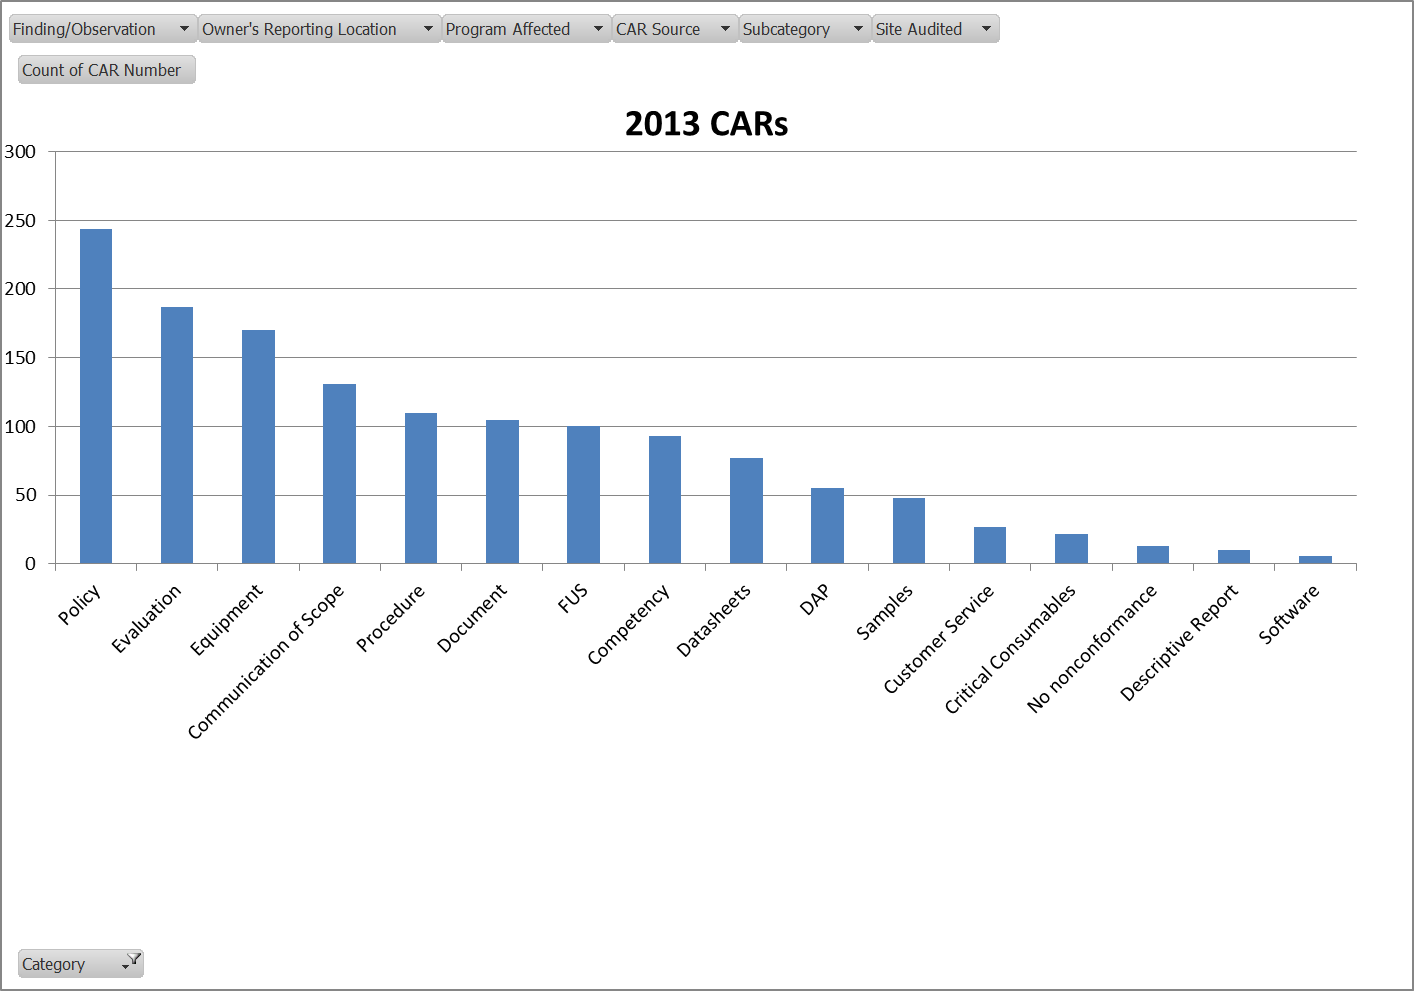 Finding/Observation Owner's Reporting Location Program Affected CAR Source Subcategory Site Audited
Count of CAR Number
2013 CARs
300
250
200
150
100
50
0
Policy
Evaluation
Equipment
Communication of Scope
Procedure
Document
FUS
Competency
Datasheets
DAP
Samples
Customer Service
Critical Consumables
No nonconformance
Descriptive Report
Software
Category